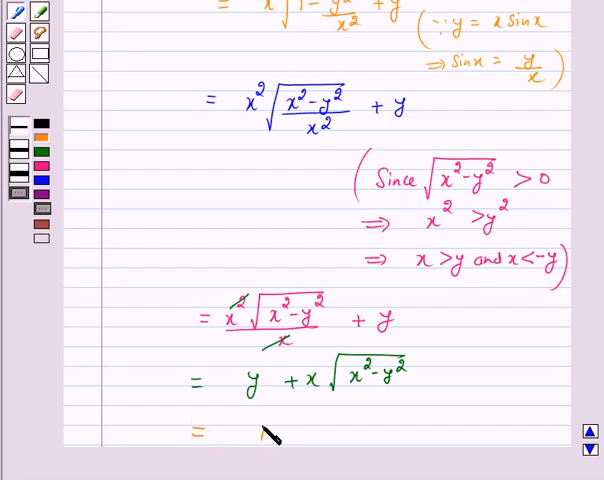 = x² √(1 - y²/x²) + y (∵ y = x sin x
⇒ sin x = y/x)
= x² √((x² - y²)/x²) + y
(Since √(x² - y²) > 0
⇒ x² > y²
⇒ x > y and x < -y)
= x² √(x² - y²)/x + y
= y + x √(x² - y²)
=